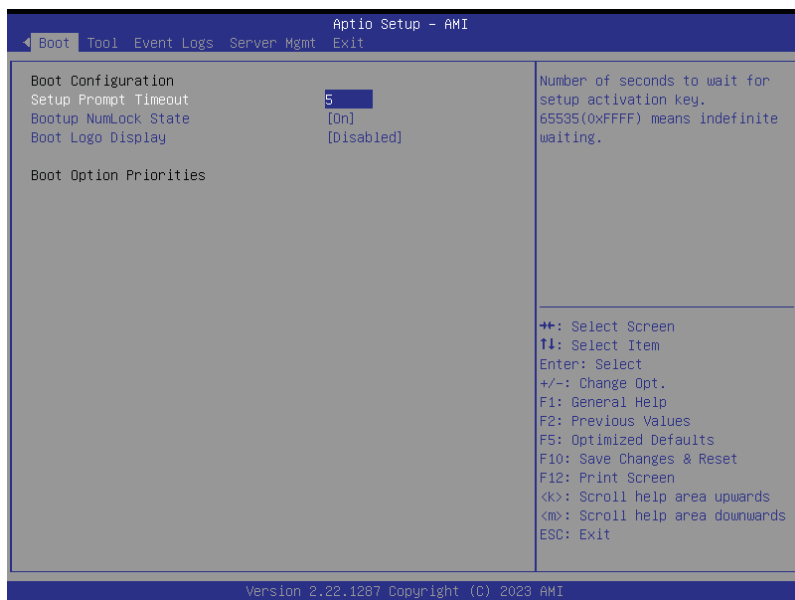 Aptio Setup - AMI
Boot Tool Event Logs Server Mgmt Exit
Boot Configuration
Setup Prompt Timeout 5
Bootup NumLock State [On]
Boot Logo Display [Disabled]
Boot Option Priorities
Number of seconds to wait for
setup activation key.
65535(0xFFFF) means indefinite
waiting.
→←: Select Screen
↑↓: Select Item
Enter: Select
+/-: Change Opt.
F1: General Help
F2: Previous Values
F5: Optimized Defaults
F10: Save Changes & Reset
F12: Print Screen
<k>: Scroll help area upwards
<m>: Scroll help area downwards
ESC: Exit
Version 2.22.1287 Copyright (C) 2023 AMI